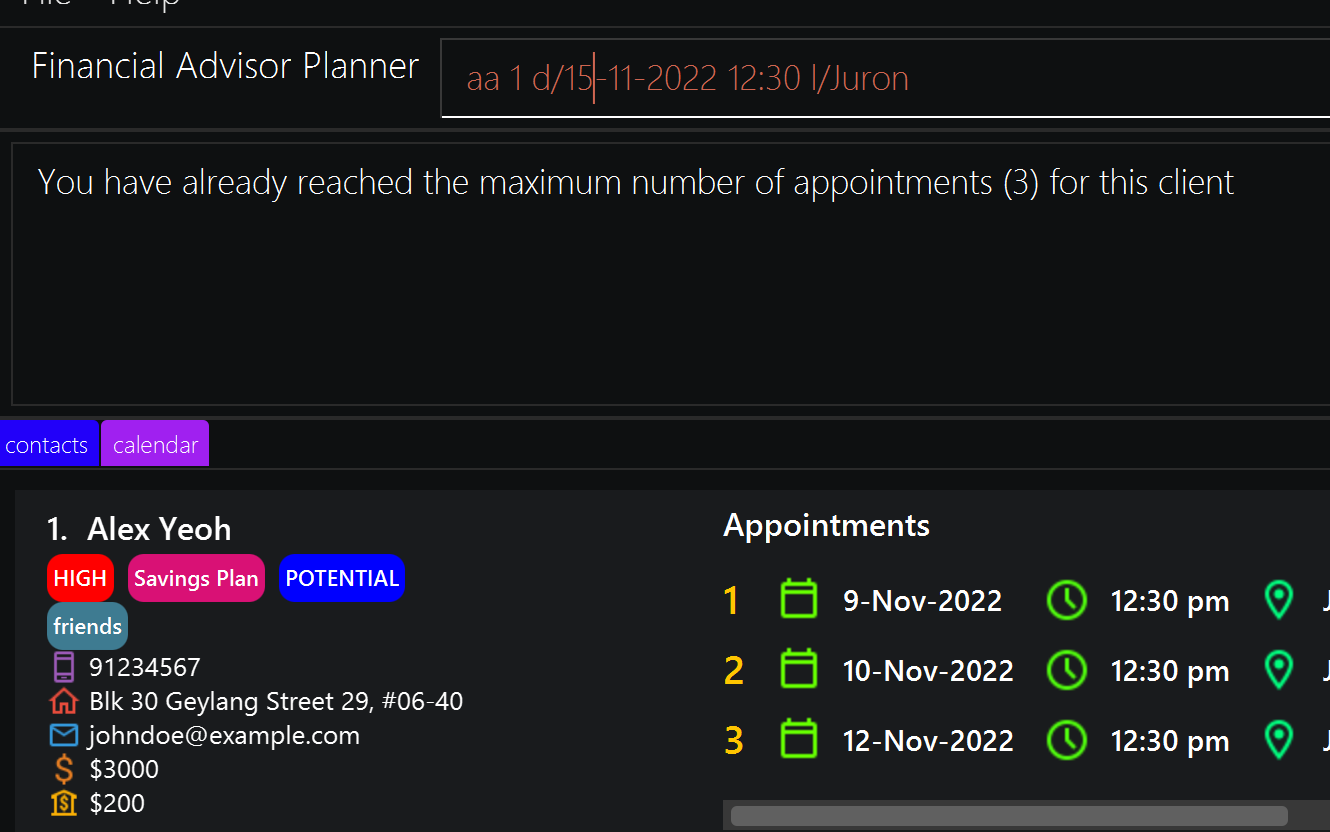 File Help
Financial Advisor Planner
aa 1 d/15-11-2022 12:30 l/Juron
You have already reached the maximum number of appointments (3) for this client
contacts calendar
1. Alex Yeoh
HIGH Savings Plan POTENTIAL
friends
91234567
Blk 30 Geylang Street 29, #06-40
johndoe@example.com
$3000
$200
Appointments
1 9-Nov-2022 12:30 pm
2 10-Nov-2022 12:30 pm
3 12-Nov-2022 12:30 pm